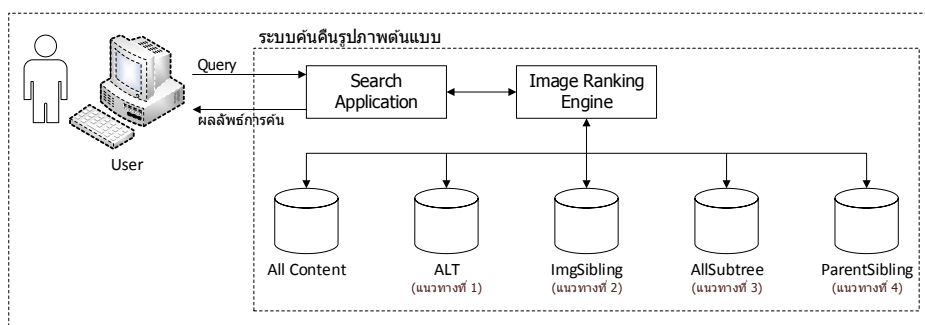 ระบบค้นคืนรูปภาพต้นแบบ
Query
Search
Application
Image Ranking
Engine
ผลลัพธ์การค้น
User
All Content
ALT
(แนวทางที่ 1)
ImgSibling
(แนวทางที่ 2)
AllSubtree
(แนวทางที่ 3)
ParentSibling
(แนวทางที่ 4)